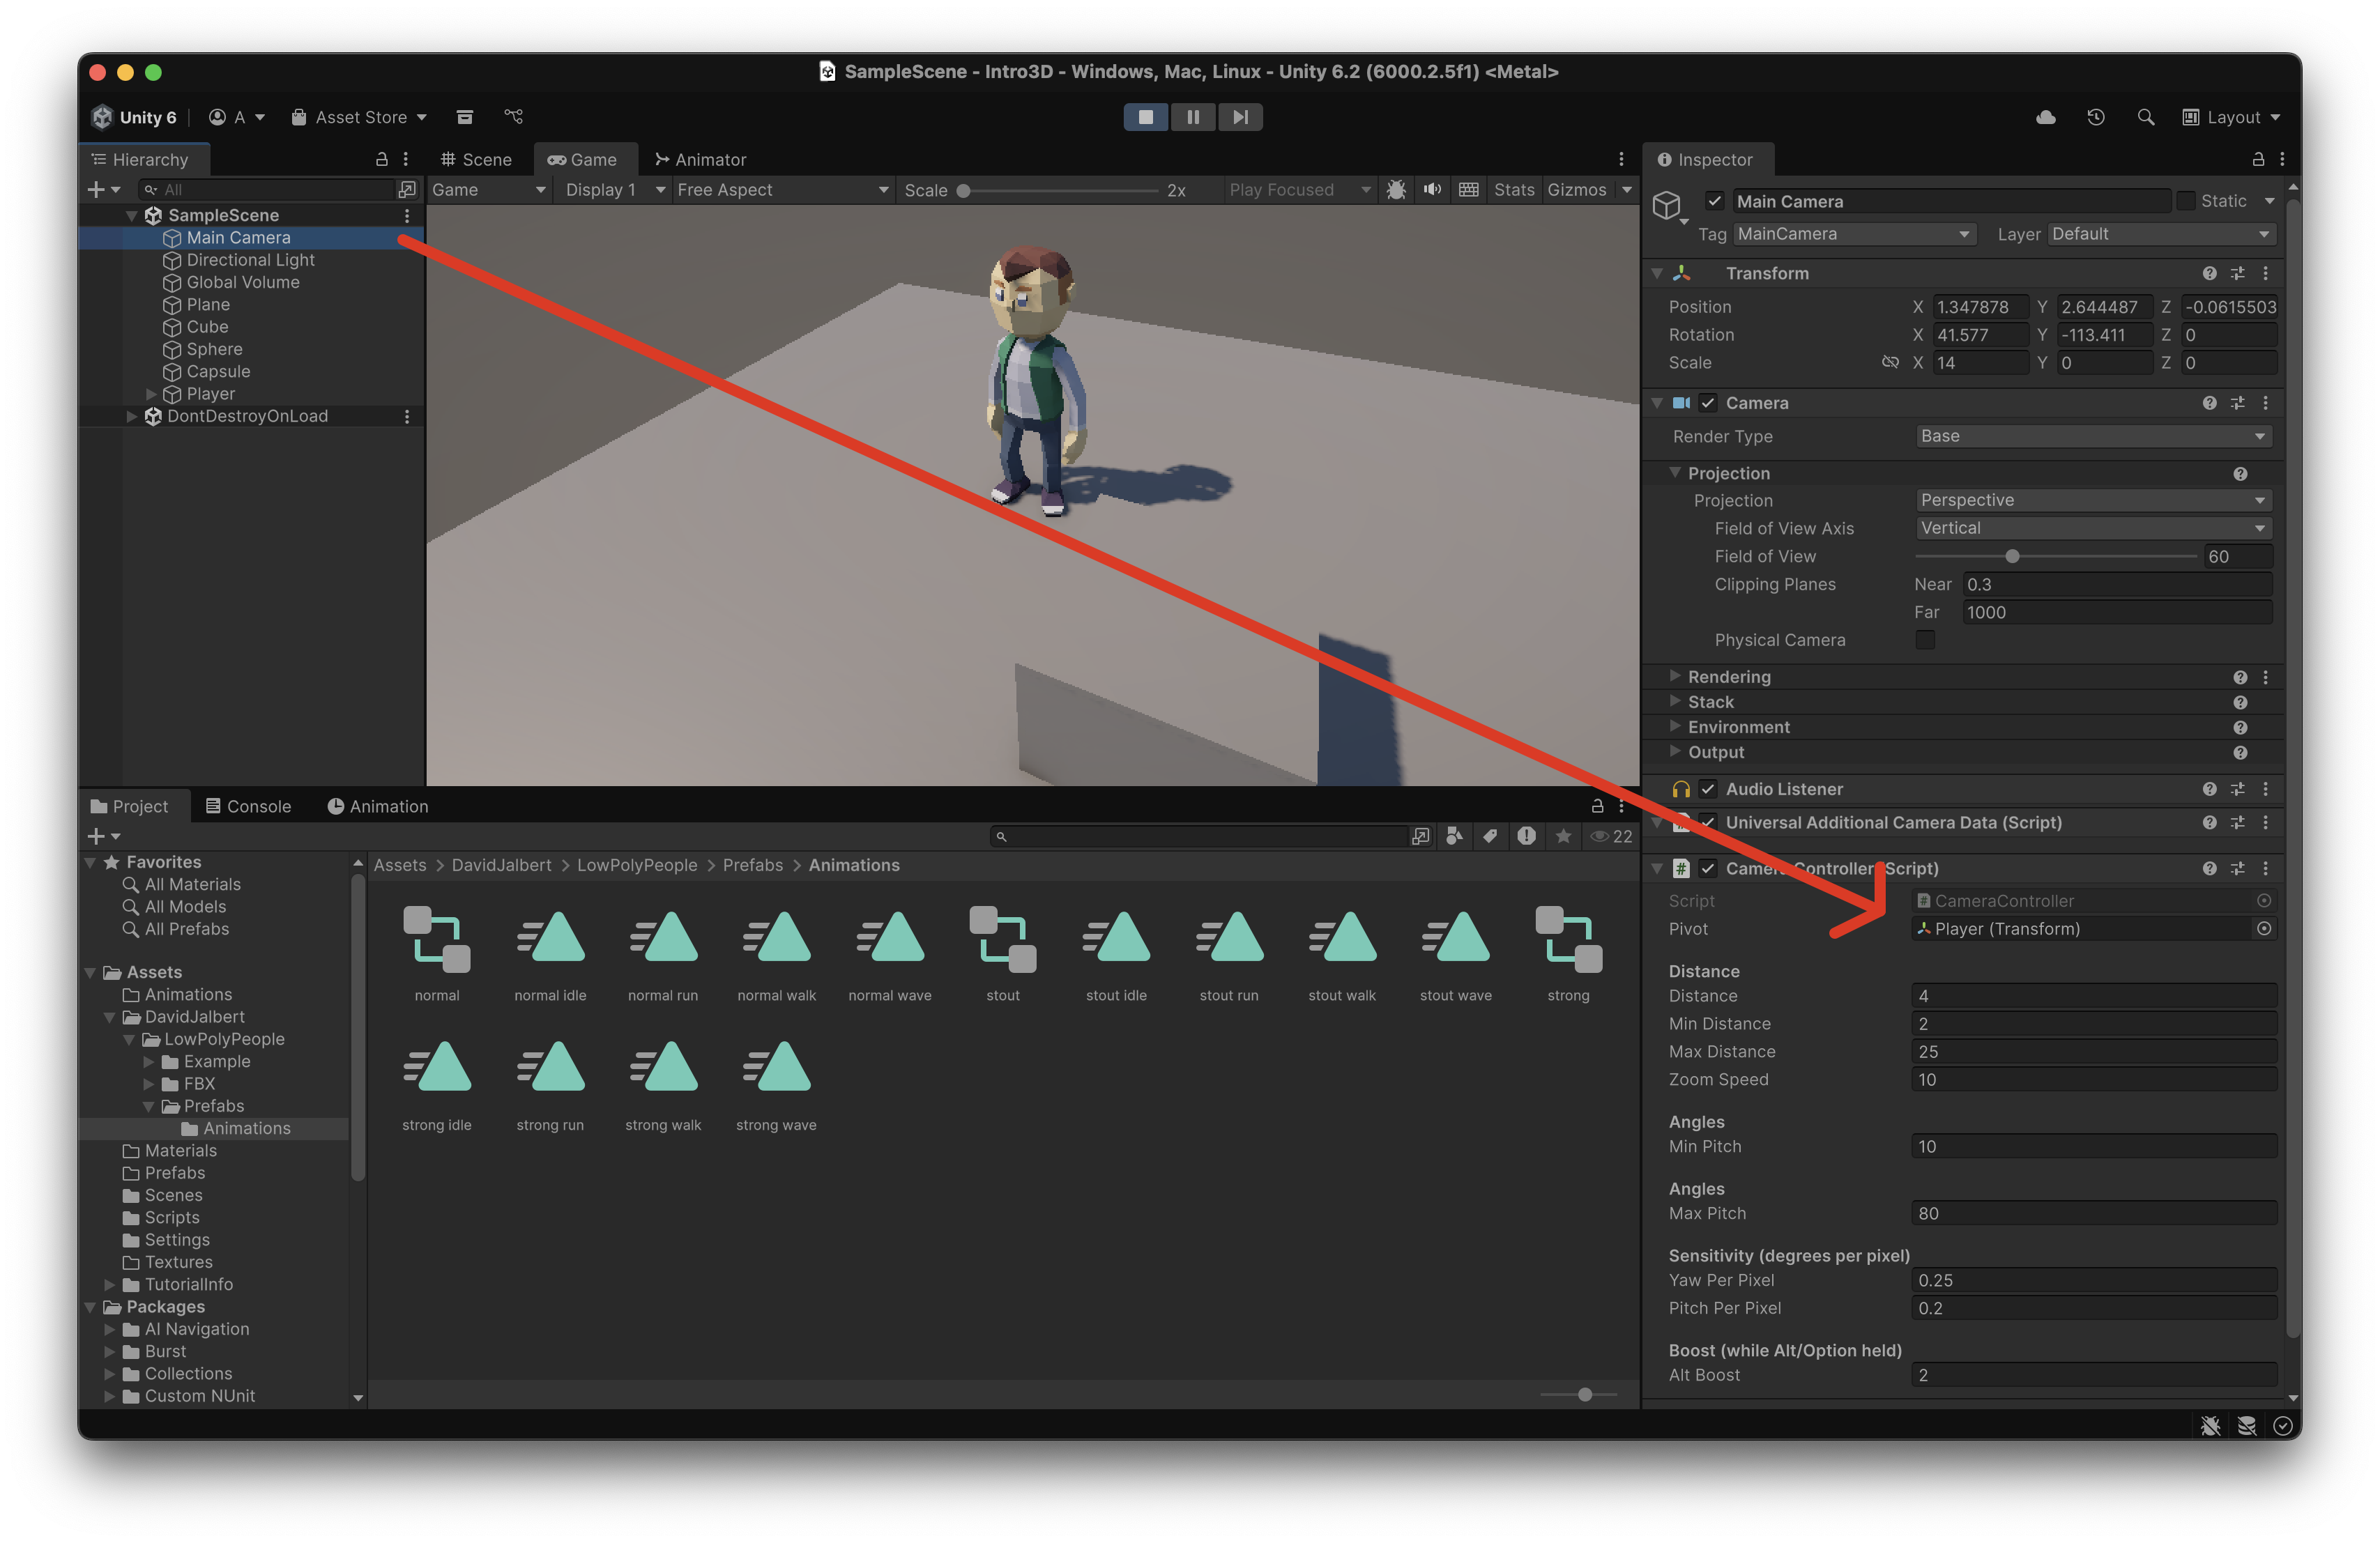 SampleScene - Intro3D - Windows, Mac, Linux - Unity 6.2 (6000.2.5f1) <Metal>
Unity 6
A
Asset Store
Layout
Hierarchy
All
SampleScene
Main Camera
Directional Light
Global Volume
Plane
Cube
Sphere
Capsule
Player
DontDestroyOnLoad
Scene
Game
Animator
Game
Display 1
Free Aspect
Scale
2x
Play Focused
Stats
Gizmos
Inspector
Main Camera
Static
Tag MainCamera
Layer Default
Transform
Position X 1.347878 Y 2.644487 Z -0.0615503
Rotation X 41.577 Y -113.411 Z 0
Scale X 14 Y 0 Z 0
Camera
Render Type Base
Projection
Projection Perspective
Field of View Axis Vertical
Field of View 60
Clipping Planes Near 0.3
Far 1000
Physical Camera
Rendering
Stack
Environment
Output
Audio Listener
Universal Additional Camera Data (Script)
Camera Controller (Script)
Script CameraController
Pivot Player (Transform)
Distance
Distance 4
Min Distance 2
Max Distance 25
Zoom Speed 10
Angles
Min Pitch 10
Angles
Max Pitch 80
Sensitivity (degrees per pixel)
Yaw Per Pixel 0.25
Pitch Per Pixel 0.2
Boost (while Alt/Option held)
Alt Boost 2
Project
Console
Animation
22
Favorites
All Materials
All Models
All Prefabs
Assets
Animations
DavidJalbert
LowPolyPeople
Example
FBX
Prefabs
Animations
Materials
Prefabs
Scenes
Scripts
Settings
Textures
TutorialInfo
Packages
AI Navigation
Burst
Collections
Custom NUnit
Assets > DavidJalbert > LowPolyPeople > Prefabs > Animations
normal
normal idle
normal run
normal walk
normal wave
stout
stout idle
stout run
stout walk
stout wave
strong
strong idle
strong run
strong walk
strong wave